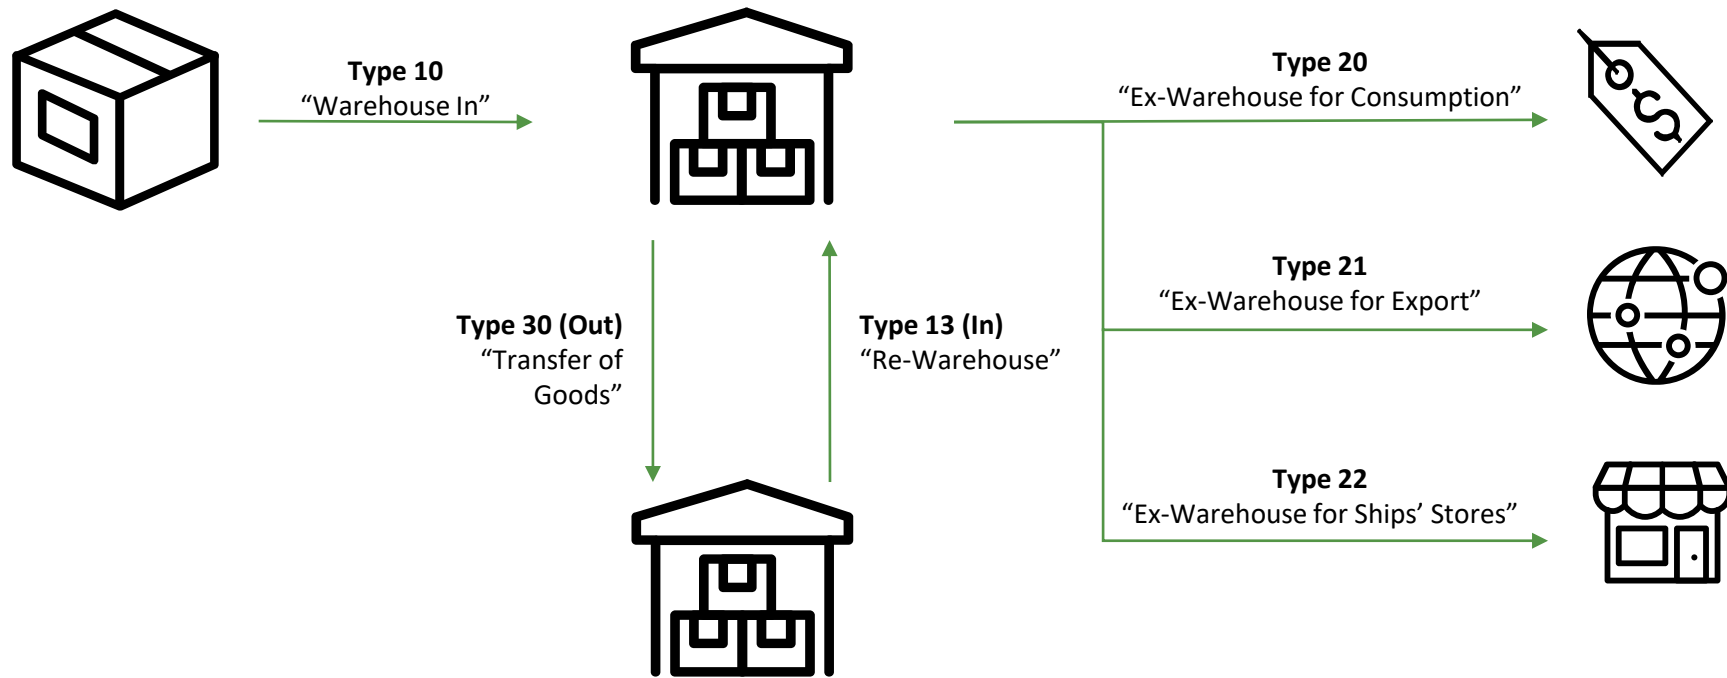 Type 10
“Warehouse In”
Type 20
“Ex-Warehouse for Consumption”
Type 21
“Ex-Warehouse for Export”
Type 30 (Out)
“Transfer of
Goods”
Type 13 (In)
“Re-Warehouse”
Type 22
“Ex-Warehouse for Ships’ Stores”